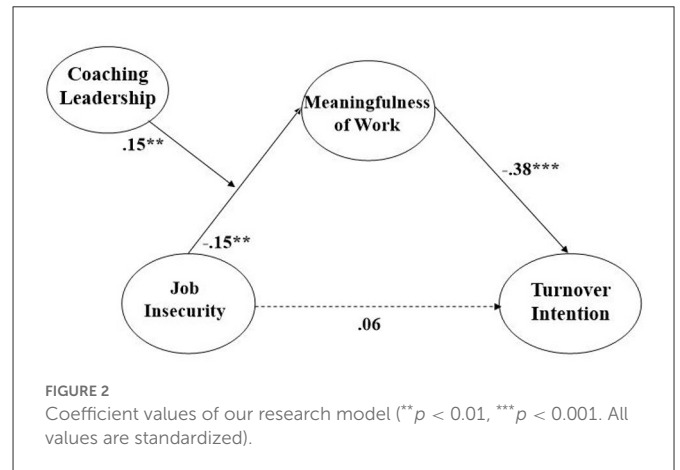 Coaching
Leadership
Meaningfulness
of Work
.15**
-.38***
-.15**
Job
Insecurity
Turnover
Intention
.06
FIGURE 2
Coefficient values of our research model (**p < 0.01, ***p < 0.001. All
values are standardized).